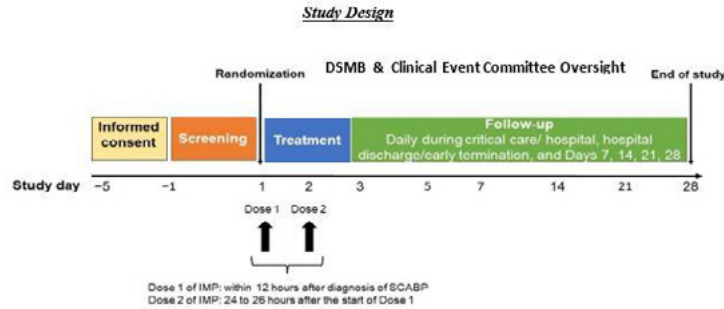 Study Design
DSMB & Clinical Event Committee Oversight
Randomization
End of study
Informed
consent
Screening
Treatment
Follow-up
Daily during critical care/ hospital, hospital
discharge/early termination, and Days 7, 14, 21, 28
Study day
−5 −1 1 2 3 5 7 14 21 28
Dose 1 Dose 2
Dose 1 of IMP: within 12 hours after diagnosis of SCABP
Dose 2 of IMP: 24 to 26 hours after the start of Dose 1